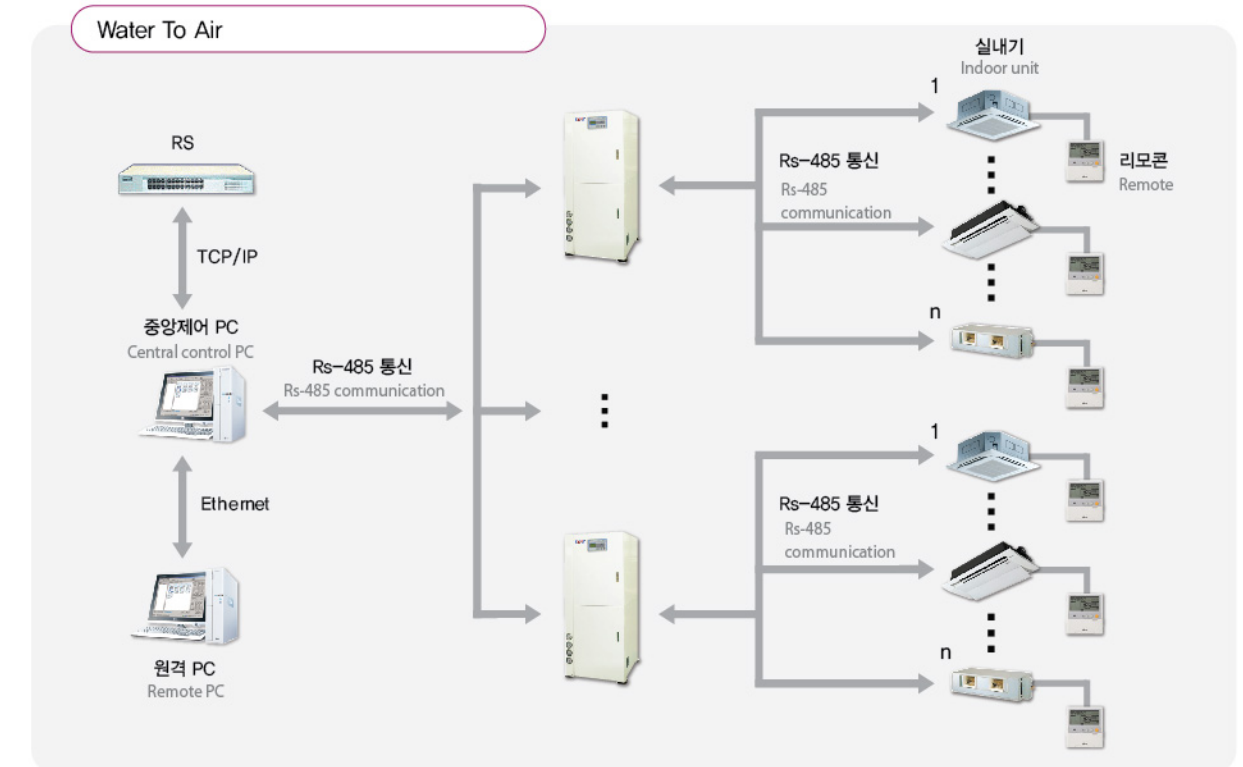 Water To Air
RS
TCP/IP
중앙제어 PC
Central control PC
Rs-485 통신
Rs-485 communication
Ethernet
원격 PC
Remote PC
실내기
Indoor unit
1
Rs-485 통신
Rs-485
communication
리모콘
Remote
n
1
Rs-485 통신
Rs-485
communication
n